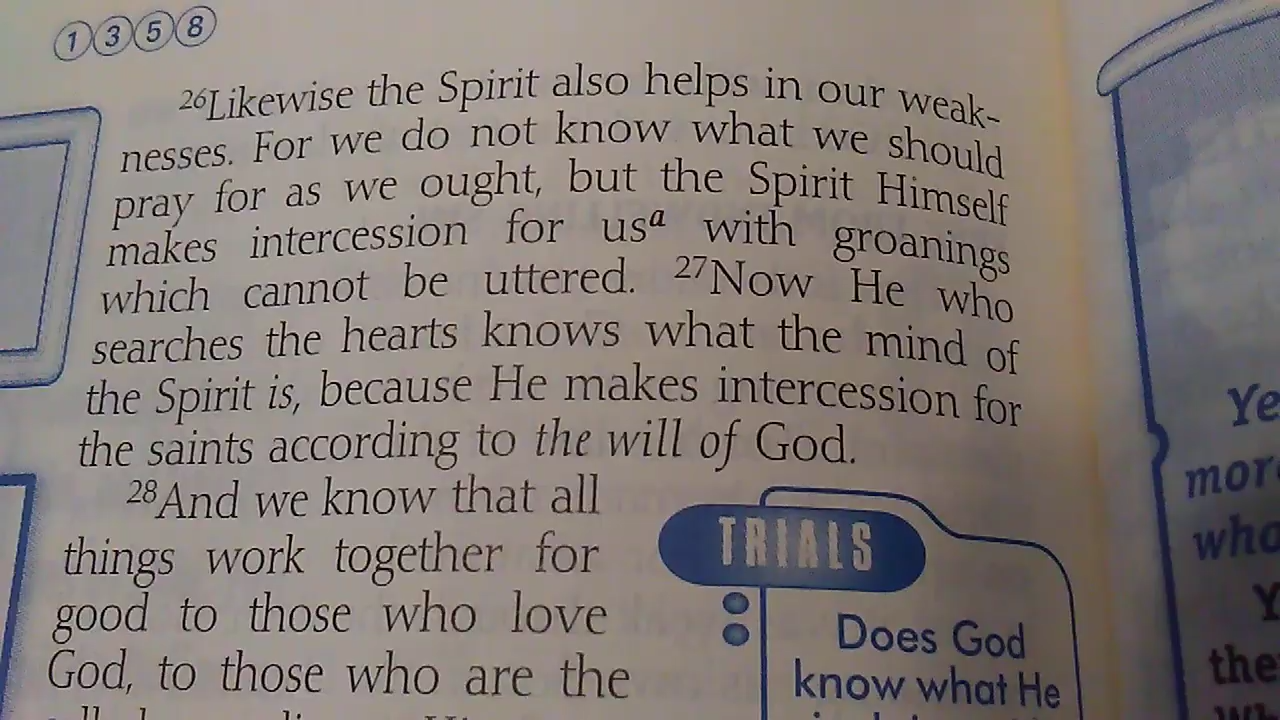 1 3 5 8
26Likewise the Spirit also helps in our weak-
nesses. For we do not know what we should
pray for as we ought, but the Spirit Himself
makes intercession for usa with groanings
which cannot be uttered. 27Now He who
searches the hearts knows what the mind of
the Spirit is, because He makes intercession for
the saints according to the will of God.
28And we know that all
things work together for
good to those who love
God, to those who are the
TRIALS
Does God
know what He
Ye
more
who
Y
the